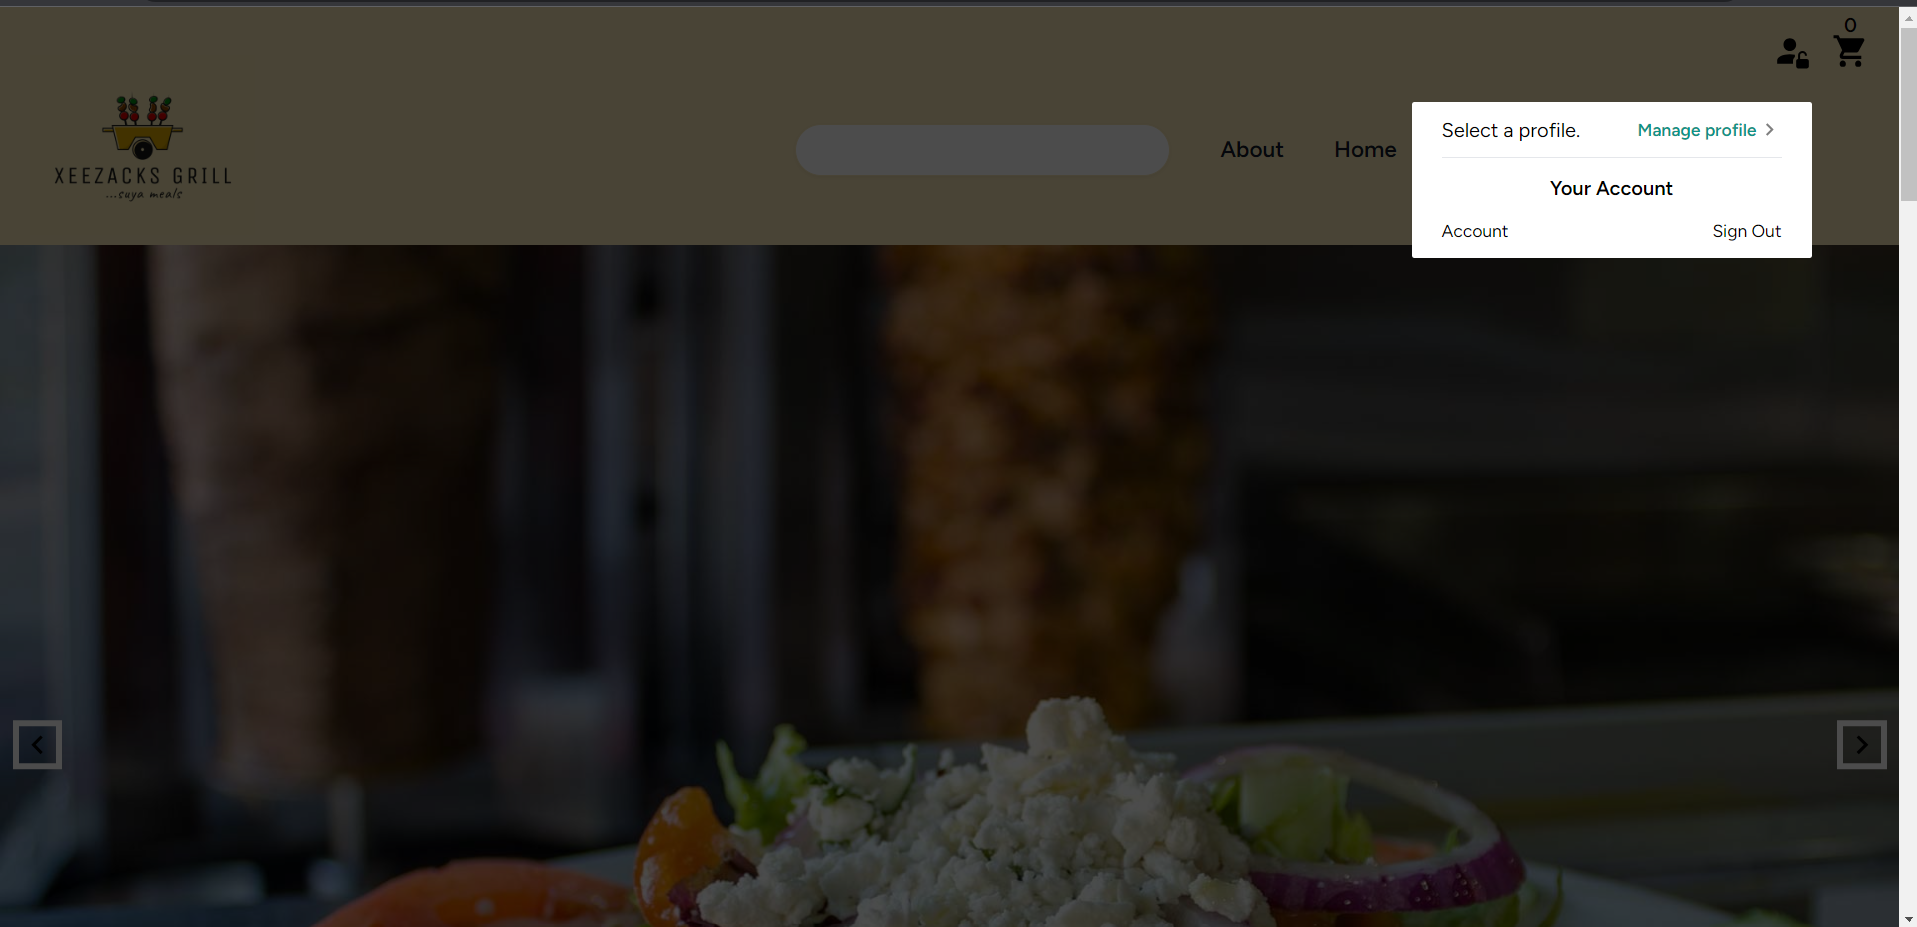 0
XEEZACKS GRILL
...suya meals
About Home
Select a profile. Manage profile
Your Account
Account Sign Out